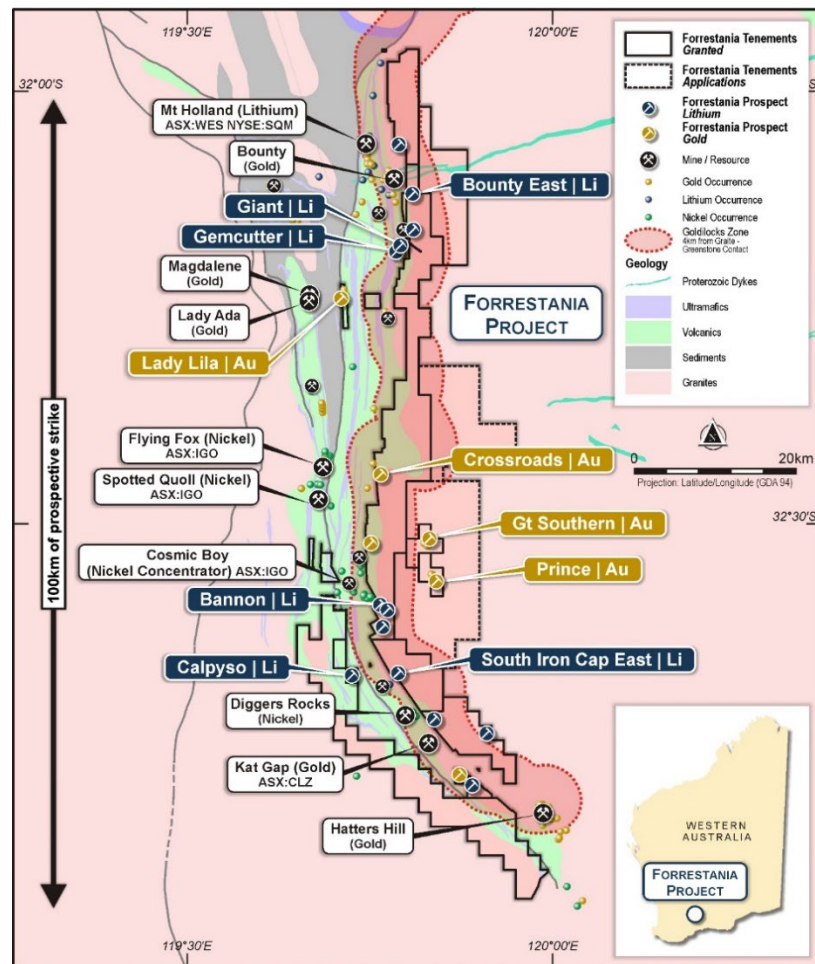 119°30'E
120°00'E
32°00'S
Mt Holland (Lithium)
ASX:WES NYSE:SQM
Bounty
(Gold)
Bounty East | Li
Giant | Li
Gemcutter | Li
Magdalene
(Gold)
Lady Ada
(Gold)
Lady Lila | Au
FORRESTANIA
PROJECT
100km of prospective strike
Flying Fox (Nickel)
ASX:IGO
Spotted Quoll (Nickel)
ASX:IGO
Crossroads | Au
Gt Southern | Au
Prince | Au
32°30'S
Cosmic Boy
(Nickel Concentrator) ASX:IGO
Bannon | Li
Calpyso | Li
South Iron Cap East | Li
Diggers Rocks
(Nickel)
Kat Gap (Gold)
ASX:CLZ
Hatters Hill
(Gold)
119°30'E
120°00'E
Forrestania Tenements
Granted
Forrestania Tenements
Applications
Forrestania Prospect
Lithium
Forrestania Prospect
Gold
Mine / Resource
Gold Occurrence
Lithium Occurrence
Nickel Occurrence
Goldilocks Zone
4km from Graite -
Greenstone Contact
Geology
Proterozoic Dykes
Ultramafics
Volcanics
Sediments
Granites
0
20km
Projection: Latitude/Longitude (GDA 94)
WESTERN
AUSTRALIA
FORRESTANIA
PROJECT